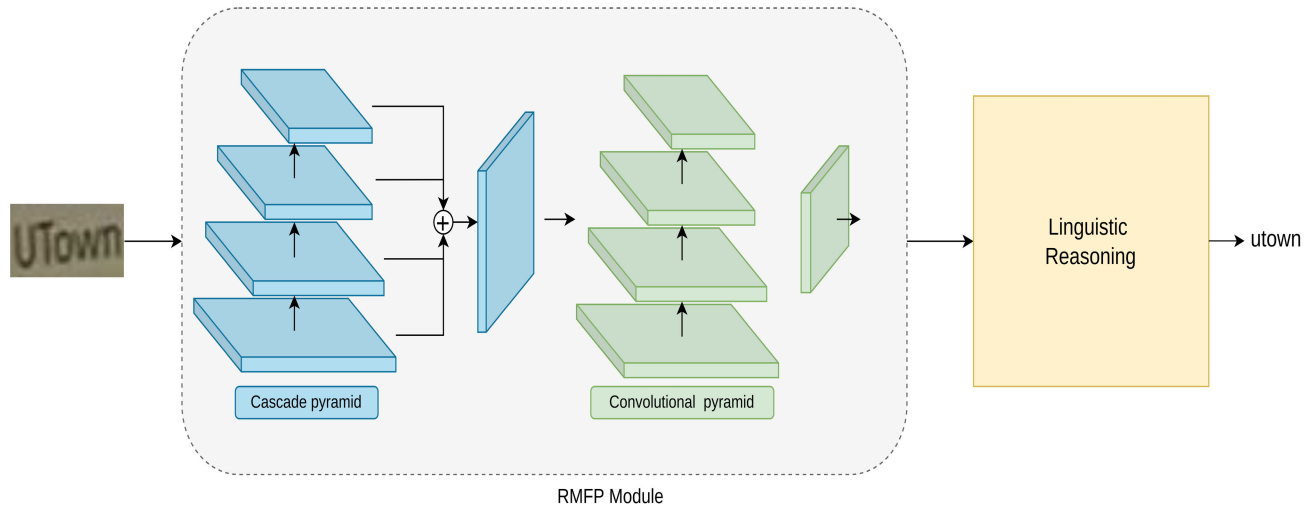 UTown
Cascade pyramid
Convolutional pyramid
RMFP Module
Linguistic
Reasoning
utown